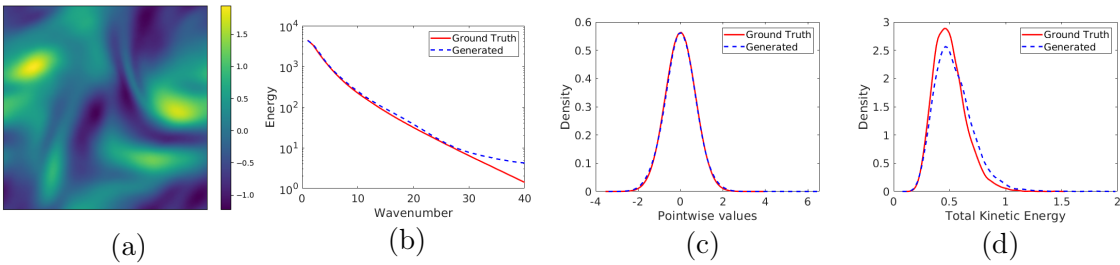 1.5
1.0
0.5
0.0
−0.5
−1.0
(a)
10^4
10^3
10^2
10^1
10^0
Energy
0 10 20 30 40
Wavenumber
Ground Truth
Generated
(b)
0.6
0.5
0.4
0.3
0.2
0.1
0
Density
-4 -2 0 2 4 6
Pointwise values
Ground Truth
Generated
(c)
3
2.5
2
1.5
1
0.5
0
Density
0 0.5 1 1.5 2
Total Kinetic Energy
Ground Truth
Generated
(d)